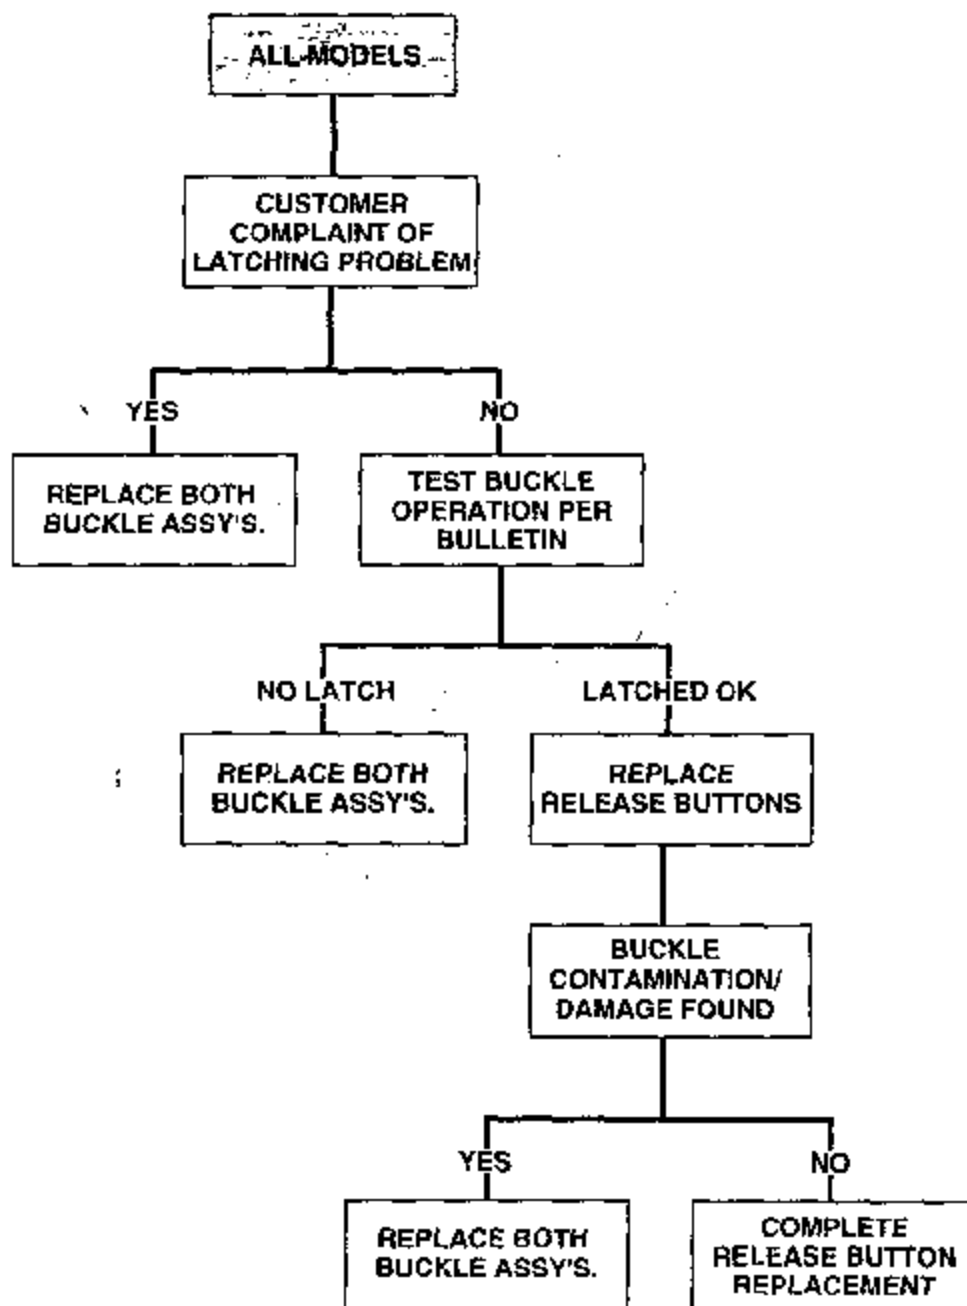 ALL MODELS
CUSTOMER
COMPLAINT OF
LATCHING PROBLEM
YES
NO
REPLACE BOTH
BUCKLE ASSY'S.
TEST BUCKLE
OPERATION PER
BULLETIN
NO LATCH
LATCHED OK
REPLACE BOTH
BUCKLE ASSY'S.
REPLACE
RELEASE BUTTONS
BUCKLE
CONTAMINATION/
DAMAGE FOUND
YES
NO
REPLACE BOTH
BUCKLE ASSY'S.
COMPLETE
RELEASE BUTTON
REPLACEMENT